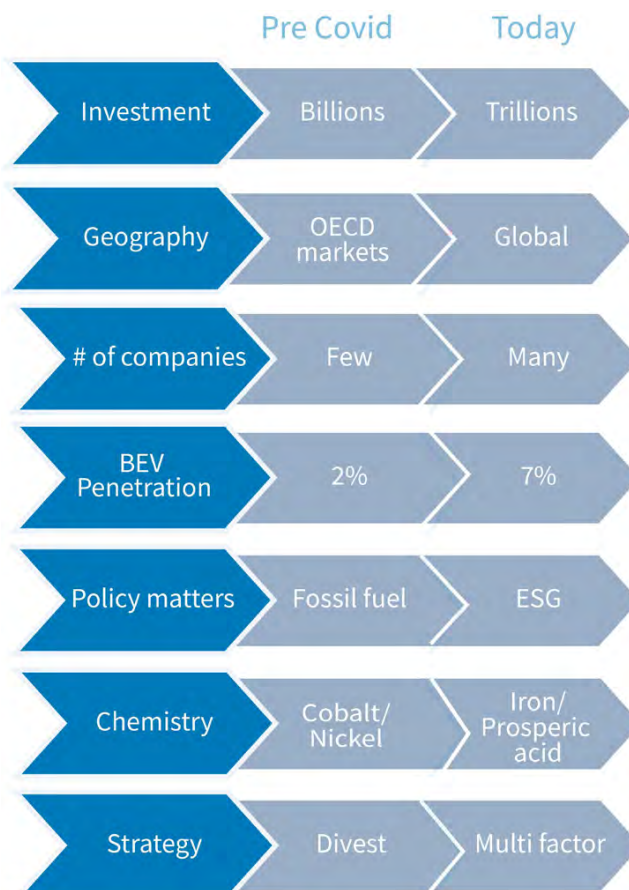 Pre Covid Today
Investment Billions Trillions
Geography OECD
markets Global
# of companies Few Many
BEV
Penetration 2% 7%
Policy matters Fossil fuel ESG
Chemistry Cobalt/
Nickel Iron/
Prosperic
acid
Strategy Divest Multi factor